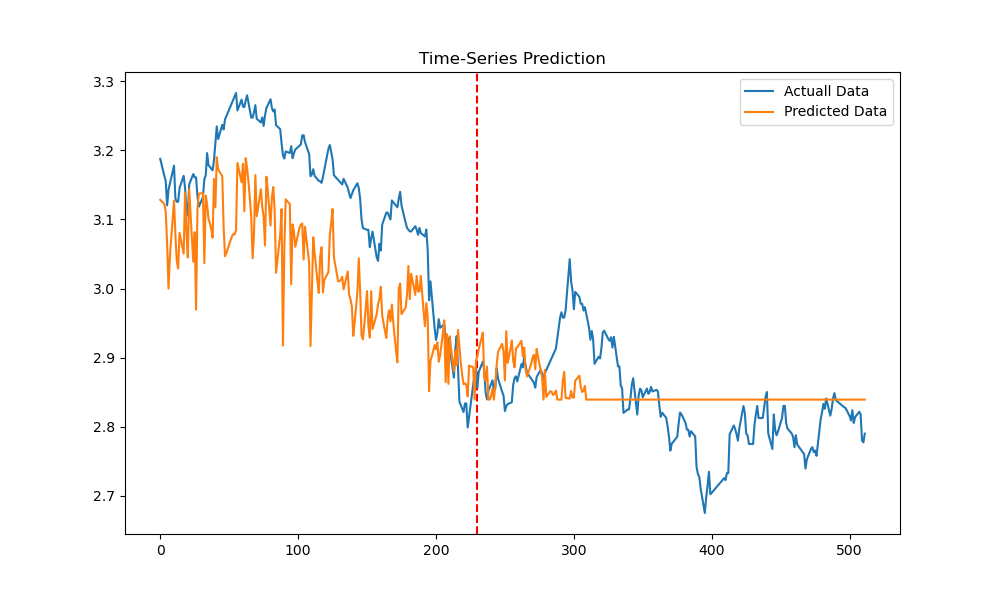 Time-Series Prediction
Actuall Data
Predicted Data
3.3
3.2
3.1
3.0
2.9
2.8
2.7
0 100 200 300 400 500